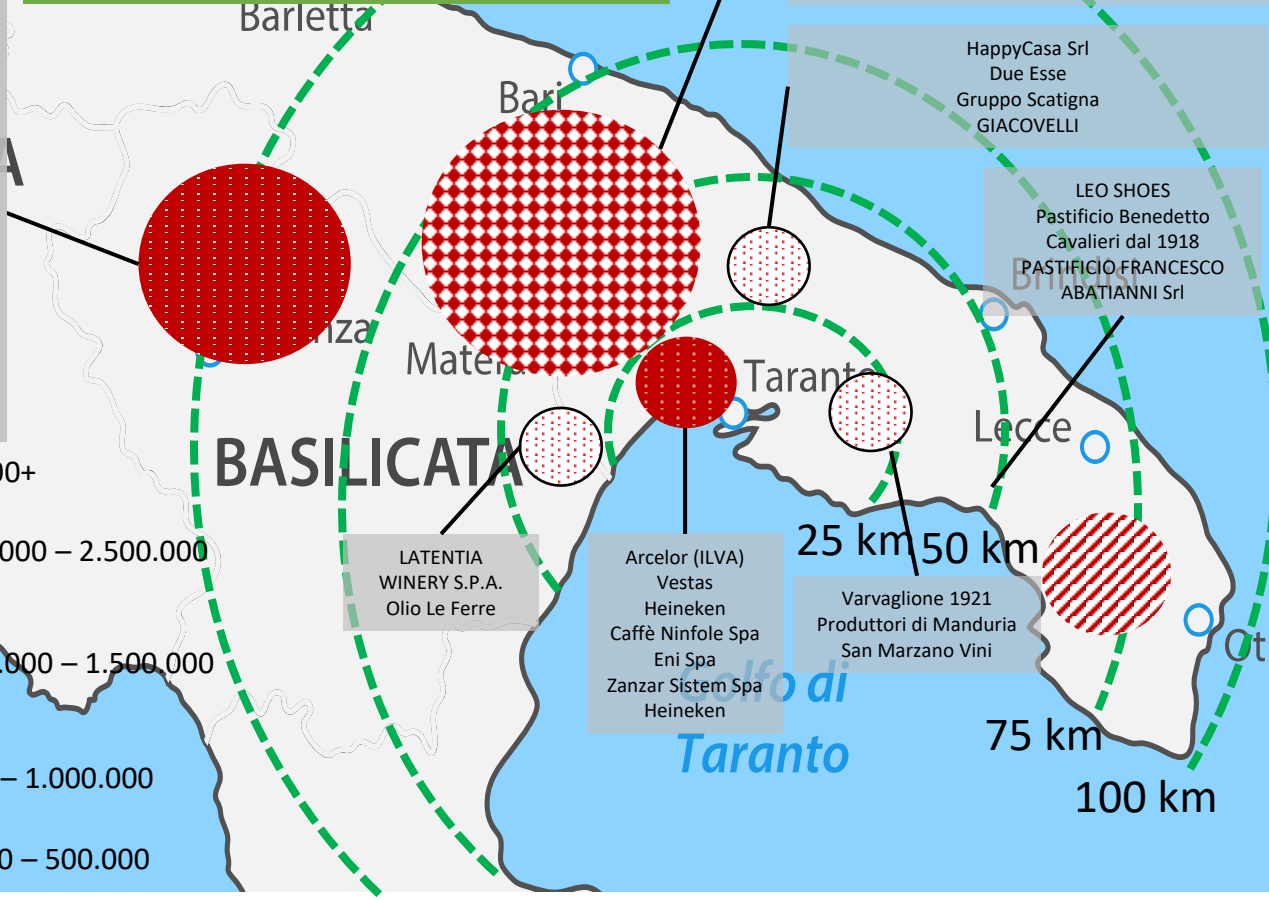 Barletta
HappyCasa Srl
Due Esse
Gruppo Scatigna
GIACOVELLI
Bari
A
LEO SHOES
Pastificio Benedetto
Cavalieri dal 1918
PASTIFICIO FRANCESCO
ABATIANNI Srl
Brindisi
nza
Matera
Taranto
Lecce
BASILICATA
00+
000 – 2.500.000
.000 – 1.500.000
– 1.000.000
0 – 500.000
LATENTIA
WINERY S.P.A.
Olio Le Ferre
Arcelor (ILVA)
Vestas
Heineken
Caffè Ninfole Spa
Eni Spa
Zanzar Sistem Spa
Heineken
25 km
50 km
Varvaglione 1921
Produttori di Manduria
San Marzano Vini
Ot
Golfo di
Taranto
75 km
100 km